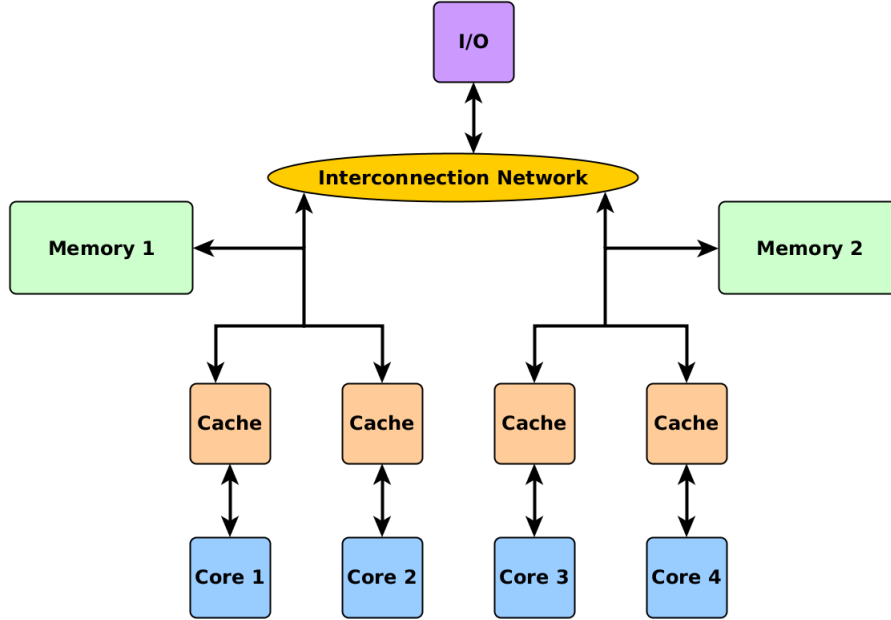 I/O
Interconnection Network
Memory 1
Memory 2
Cache
Cache
Cache
Cache
Core 1
Core 2
Core 3
Core 4